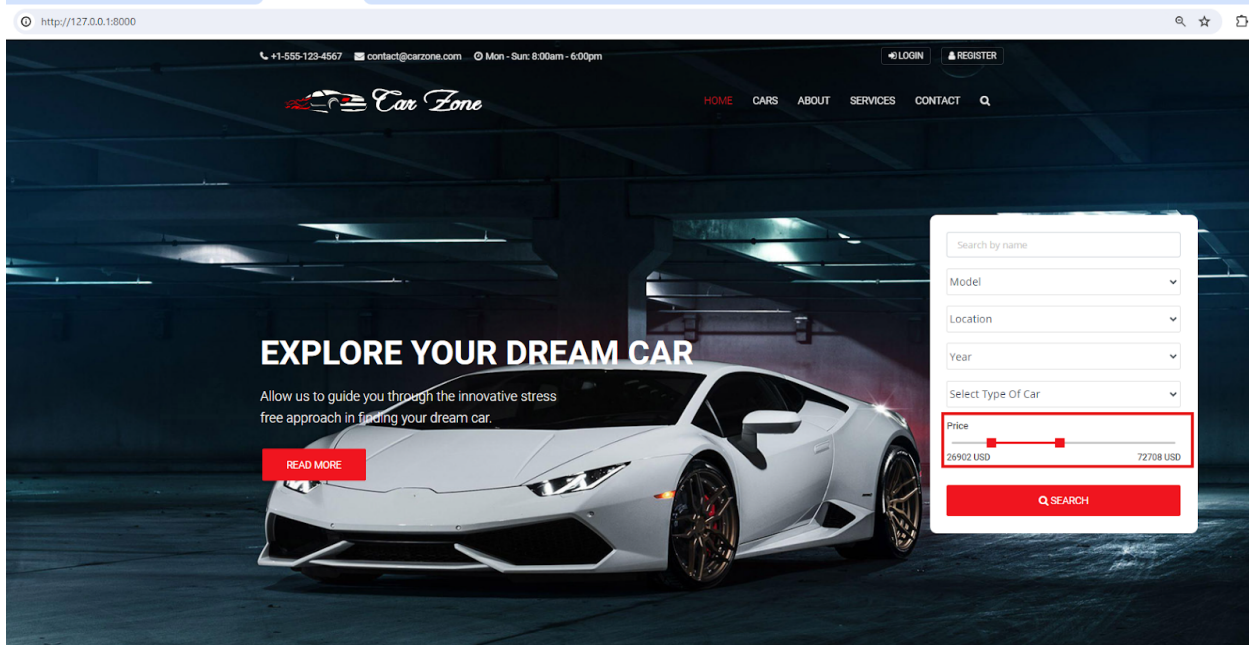 http://127.0.0.1:8000
+1-555-123-4567 contact@carzone.com Mon - Sun: 8:00am - 6:00pm LOGIN REGISTER
Car Zone HOME CARS ABOUT SERVICES CONTACT
Search by name
Model
Location
Year
EXPLORE YOUR DREAM CAR
Allow us to guide you through the innovative stress
free approach in finding your dream car.
READ MORE
Select Type Of Car
Price
26902 USD 72708 USD
SEARCH